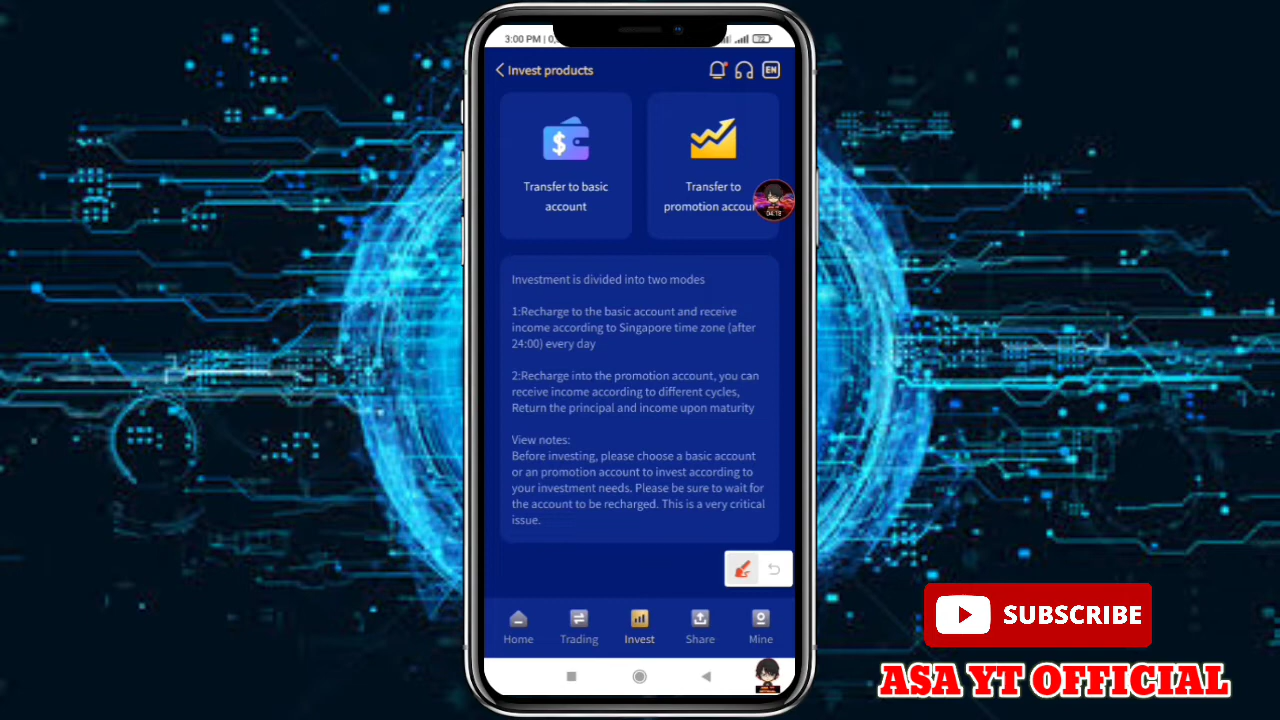 3:00 PM | 0,
72
Invest products
EN
Transfer to basic
account
Transfer to
promotion accoun
04:18
Investment is divided into two modes
1:Recharge to the basic account and receive
income according to Singapore time zone (after
24:00) every day
2:Recharge into the promotion account, you can
receive income according to different cycles,
Return the principal and income upon maturity
View notes:
Before investing, please choose a basic account
or an promotion account to invest according to
your investment needs. Please be sure to wait for
the account to be recharged. This is a very critical
issue.
Home
Trading
Invest
Share
Mine
SUBSCRIBE
ASA YT OFFICIAL